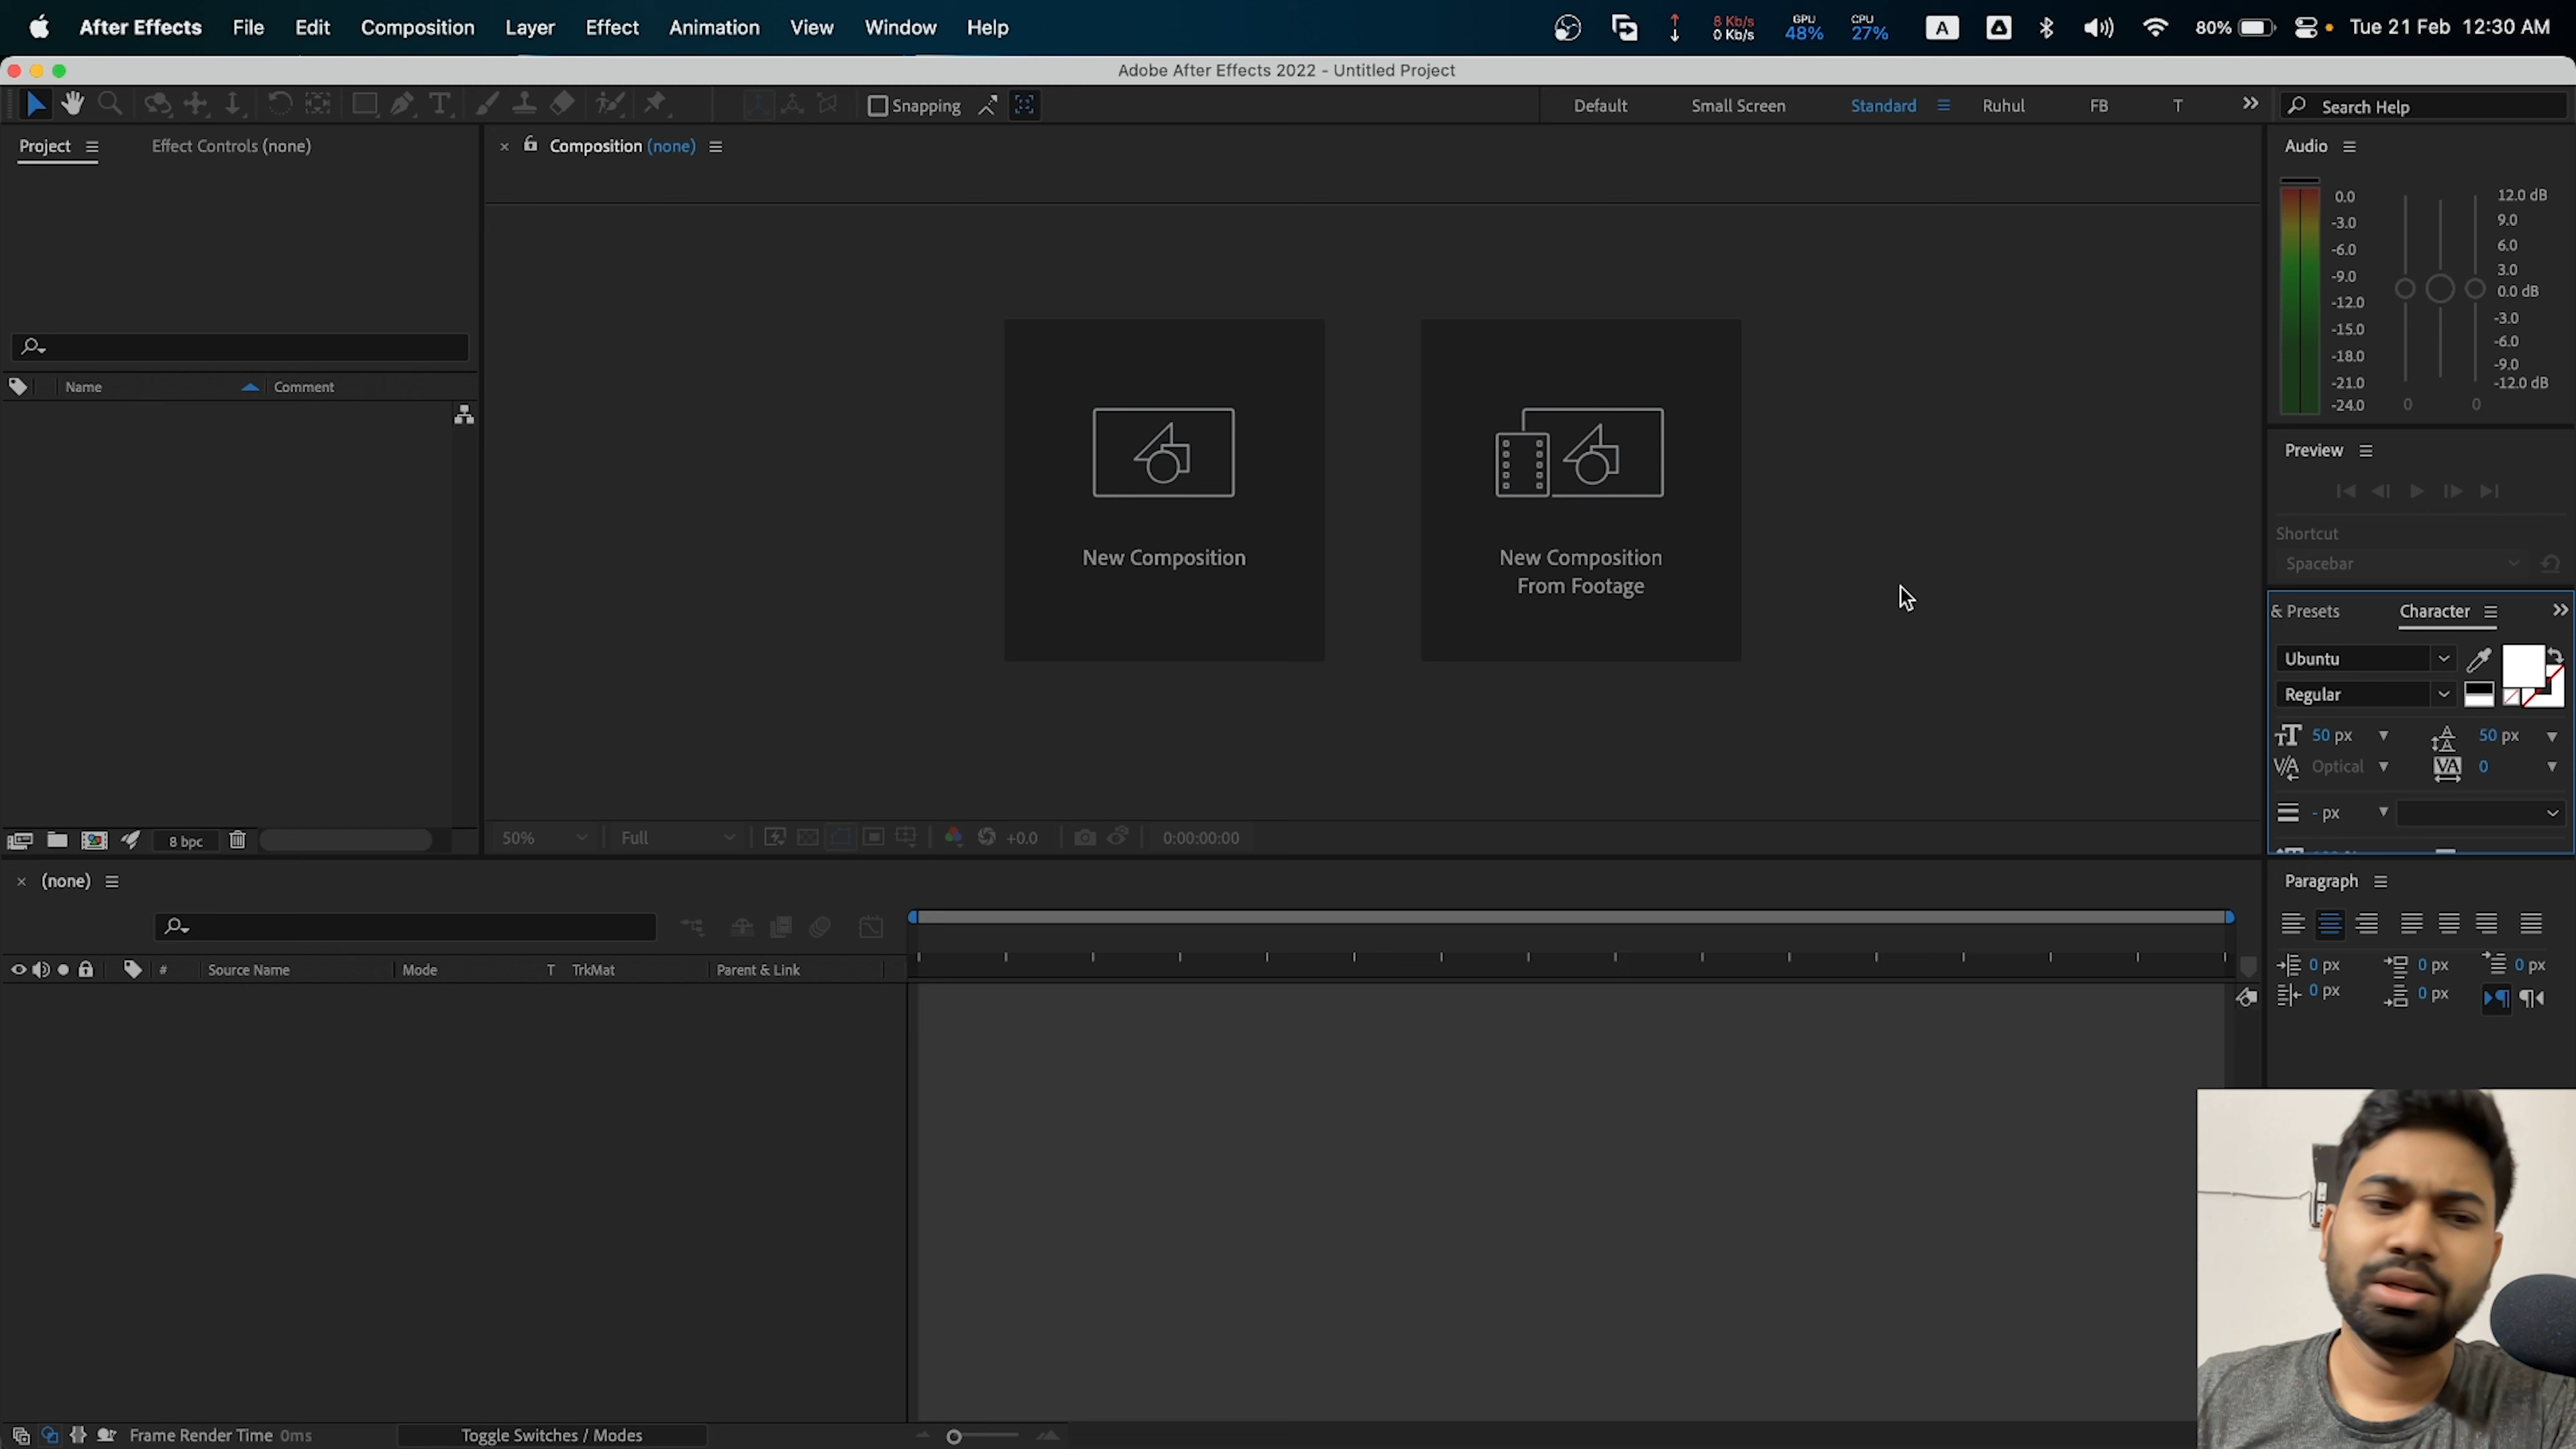 After Effects File Edit Composition Layer Effect Animation View Window Help
8 Kb/s 0 Kb/s GPU 48% CPU 27% A 80% Tue 21 Feb 12:30 AM
Adobe After Effects 2022 - Untitled Project
Snapping Default Small Screen Standard Ruhul FB T Search Help
Project Effect Controls (none) Composition (none)
Name Comment
New Composition
New Composition
From Footage
50% Full +0.0 0:00:00:00
8 bpc
Audio
0.0
-3.0
-6.0
-9.0
-12.0
-15.0
-18.0
-21.0
-24.0
12.0 dB
9.0
6.0
3.0
0.0 dB
-3.0
-6.0
-9.0
-12.0 dB
0 0
Preview
Shortcut
Spacebar
& Presets Character
Ubuntu
Regular
50 px 50 px
Optical 0
- px
(none)
# Source Name Mode T TrkMat Parent & Link
Paragraph
0 px 0 px 0 px
0 px 0 px
Frame Render Time 0ms Toggle Switches / Modes